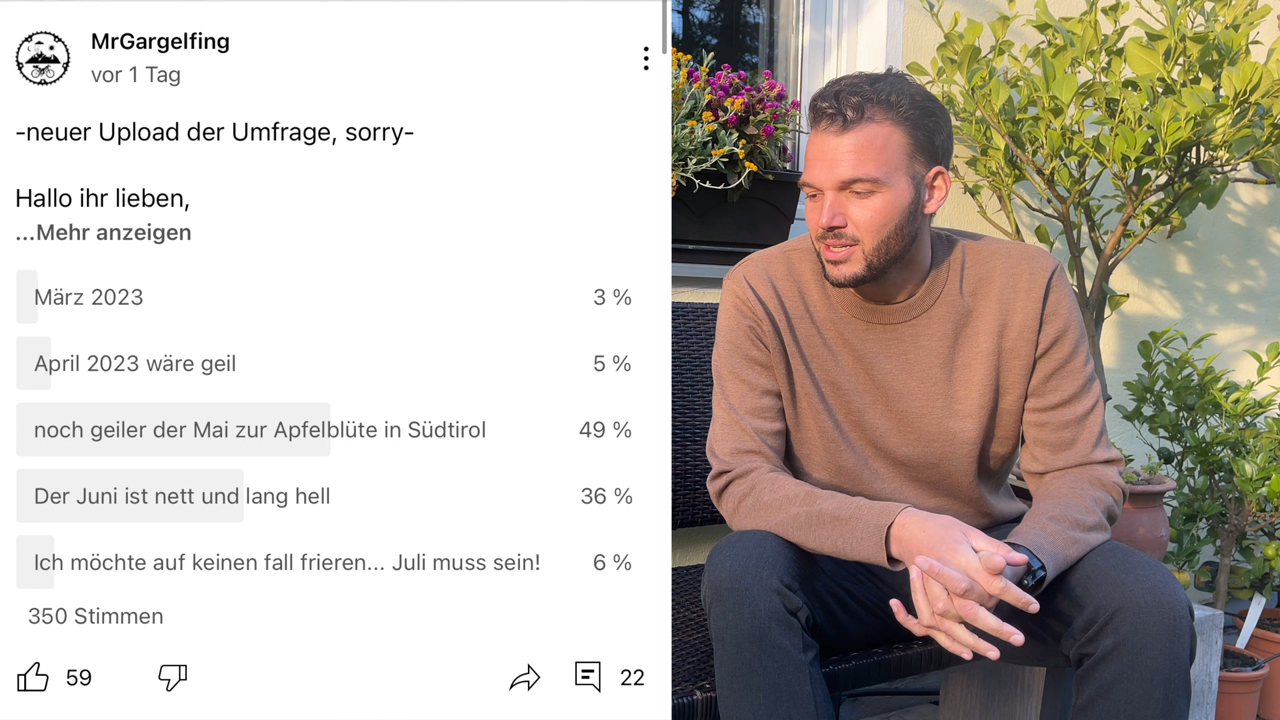 MrGargelfing
vor 1 Tag
-neuer Upload der Umfrage, sorry-
Hallo ihr lieben,
...Mehr anzeigen
März 2023 3 %
April 2023 wäre geil 5 %
noch geiler der Mai zur Apfelblüte in Südtirol 49 %
Der Juni ist nett und lang hell 36 %
Ich möchte auf keinen fall frieren... Juli muss sein! 6 %
350 Stimmen
59
22